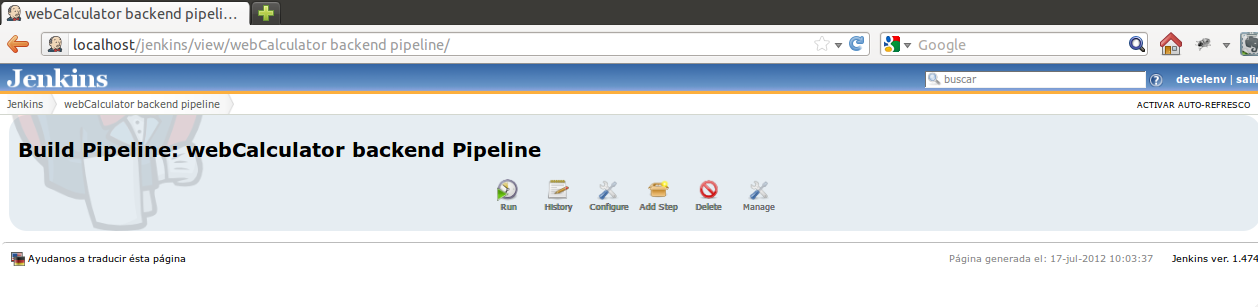 webCalculator backend pipeli...
localhost/jenkins/view/webCalculator backend pipeline/
Google
Jenkins
buscar
develenv | salir
Jenkins
webCalculator backend pipeline
ACTIVAR AUTO-REFRESCO
Build Pipeline: webCalculator backend Pipeline
Run
History
Configure
Add Step
Delete
Manage
Ayudanos a traducir ésta página
Página generada el: 17-jul-2012 10:03:37
Jenkins ver. 1.474